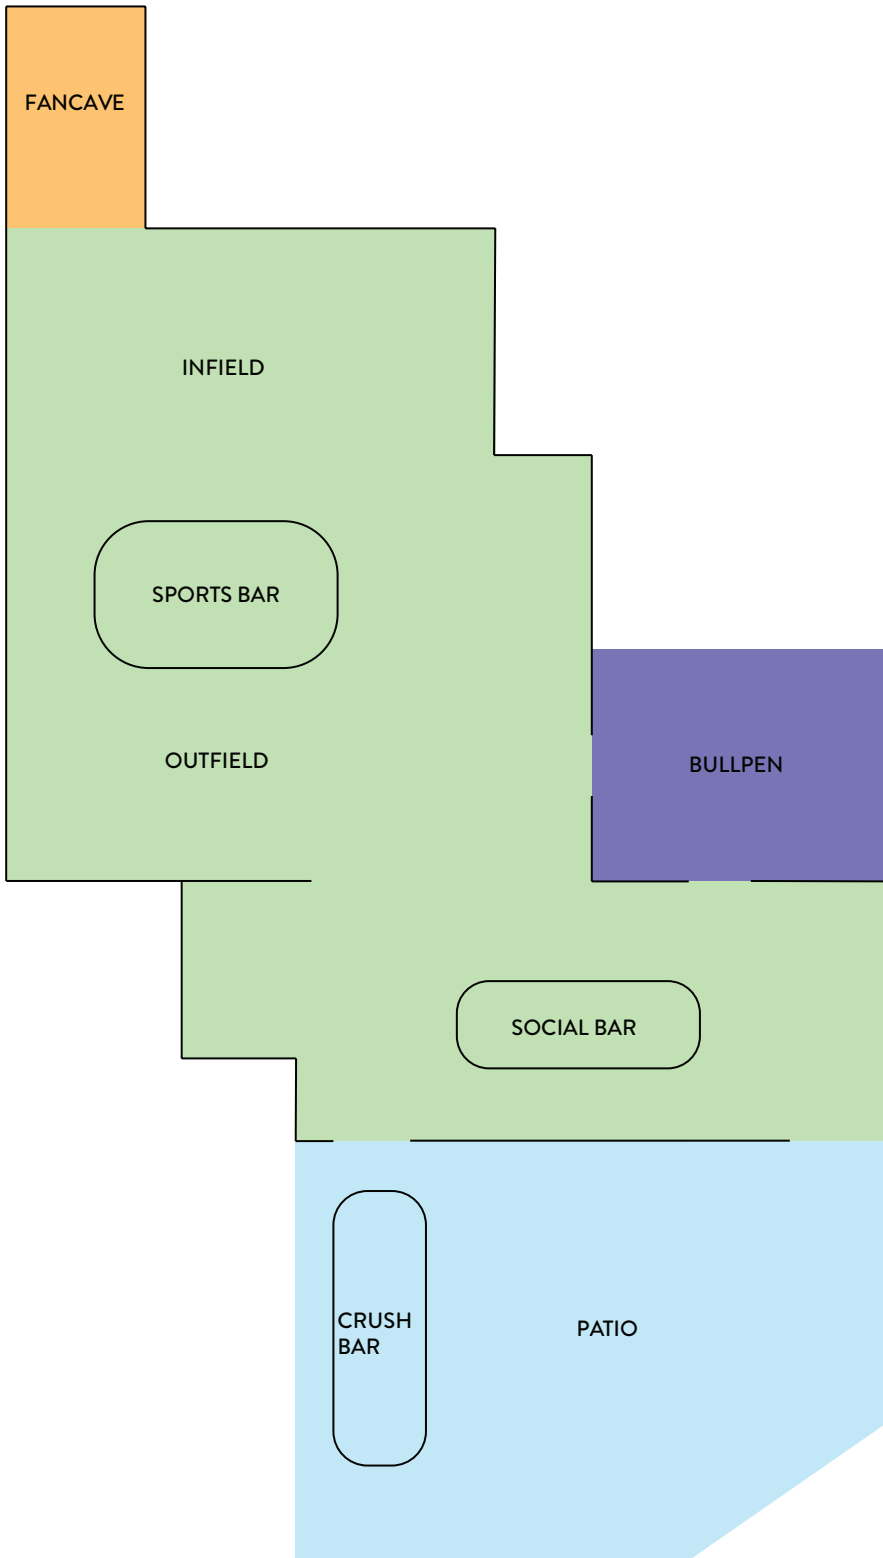 FANCAVE
INFIELD
SPORTS BAR
OUTFIELD
BULLPEN
SOCIAL BAR
CRUSH
BAR
PATIO